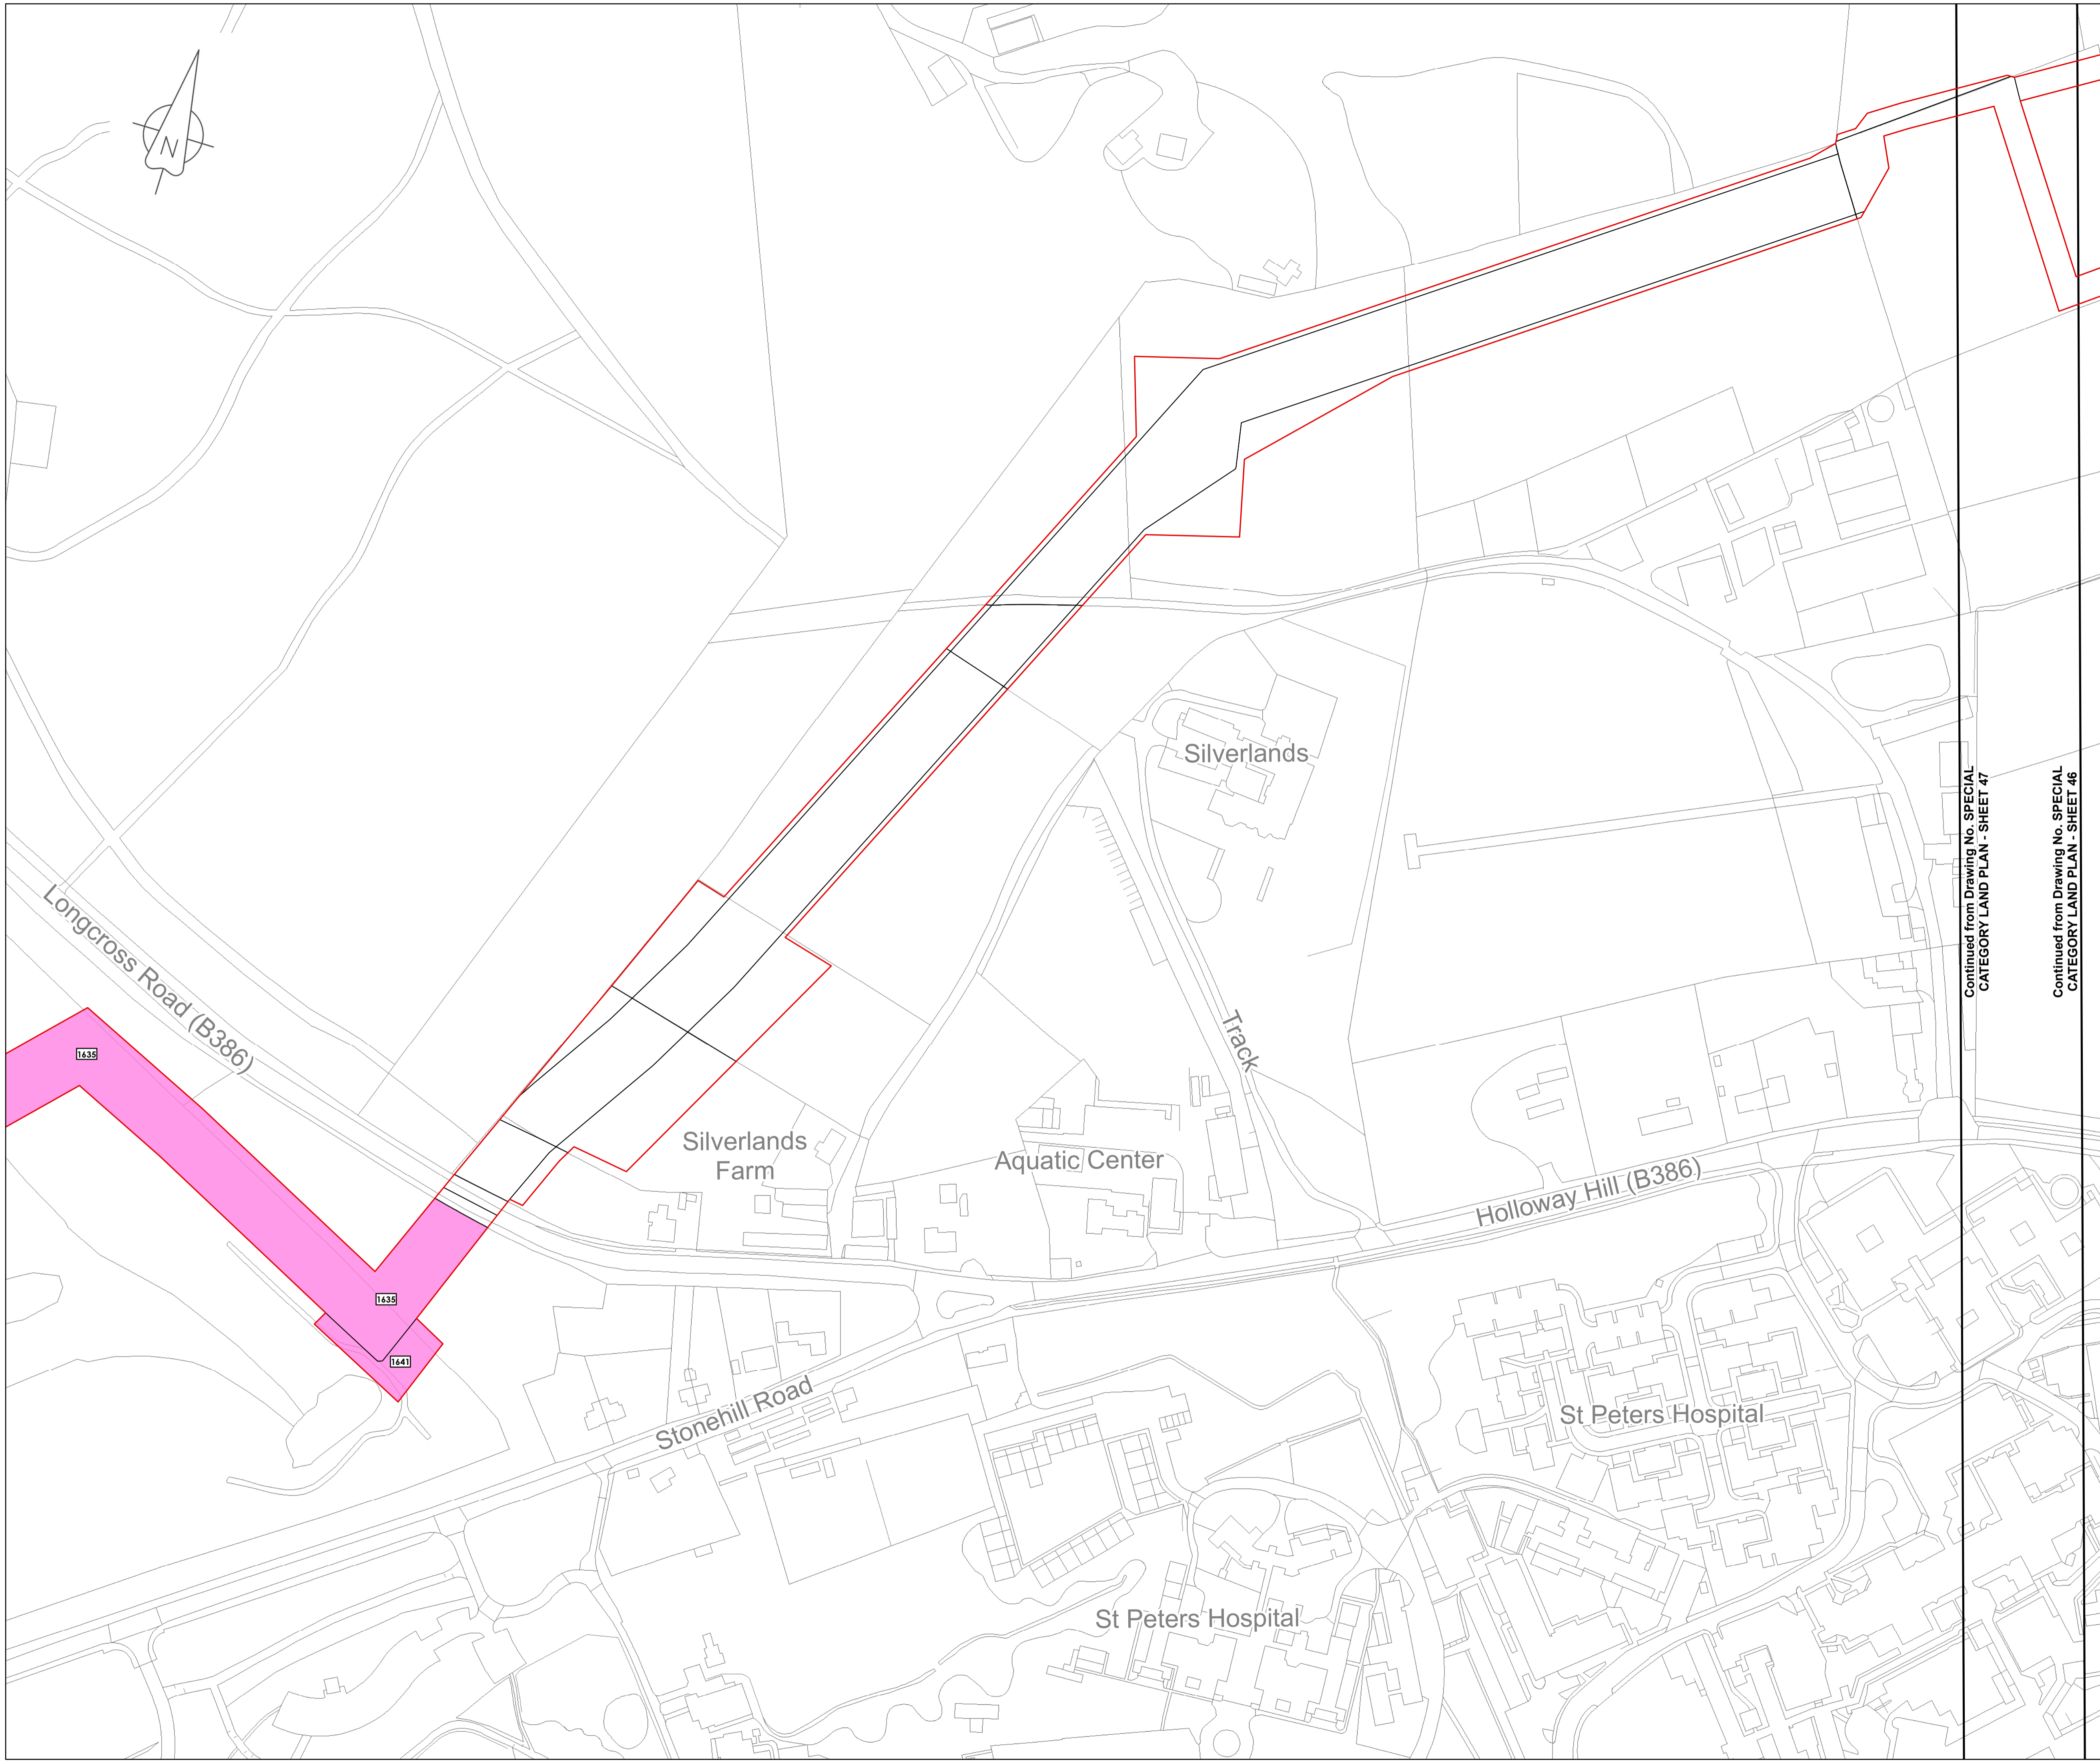 N
Silverlands
Continued from Drawing No. SPECIAL
CATEGORY LAND PLAN - SHEET 47
Continued from Drawing No. SPECIAL
CATEGORY LAND PLAN - SHEET 46
Longcross Road (B386)
1635
Track
Silverlands
Farm
Aquatic Center
Holloway Hill (B386)
1635
1641
Stonehill Road
St Peters Hospital
St Peters Hospital